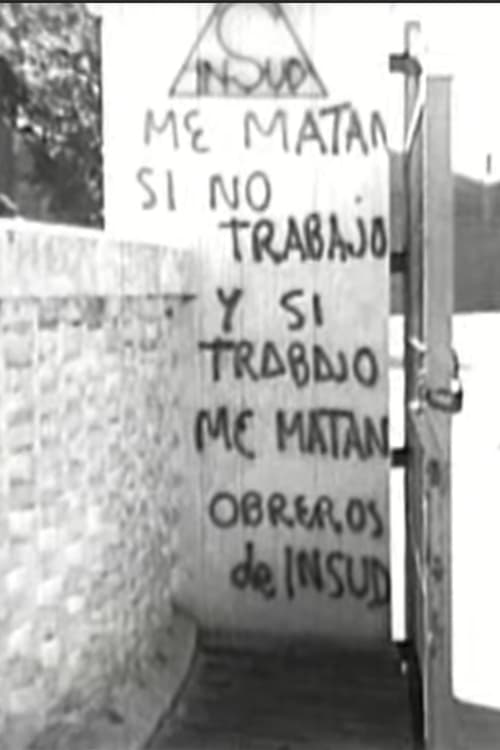 INSUD
ME MATAN
SI NO
TRABAJO
Y SI
TRABAJO
ME MATAN
OBREROS
de INSUD